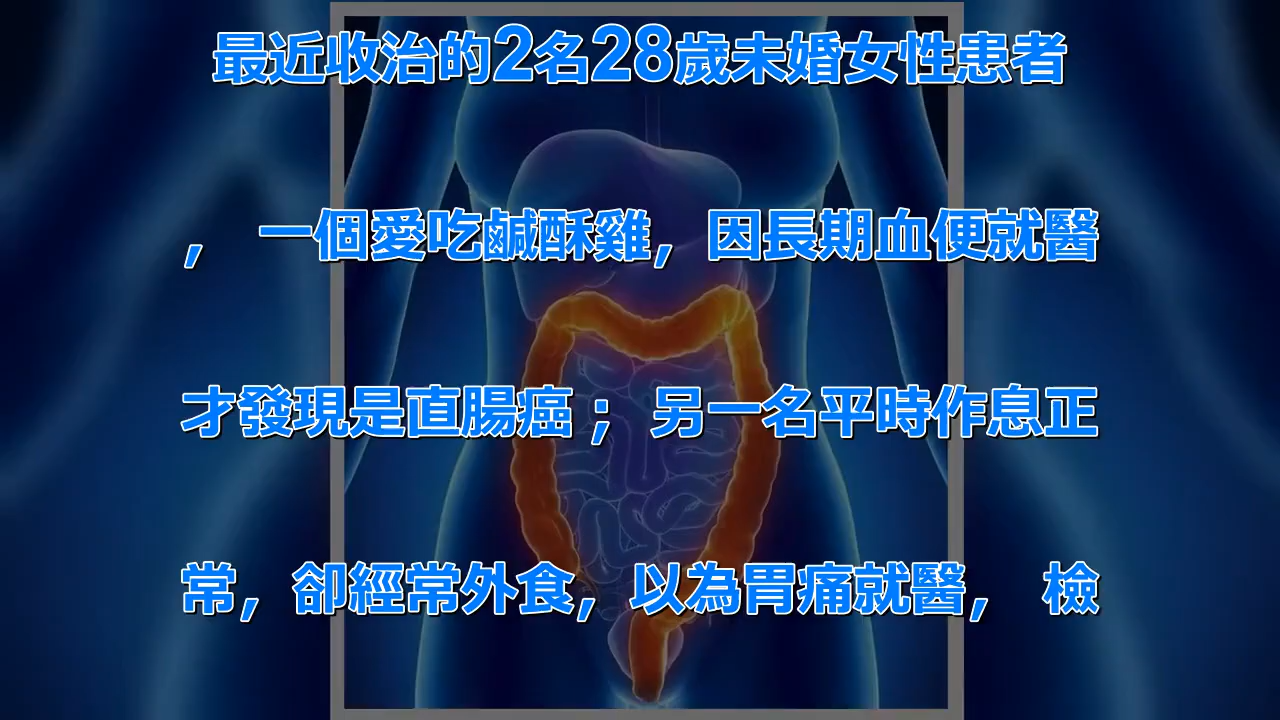 最近收治的2名28歲未婚女性患者
， 一個愛吃鹹酥雞，因長期血便就醫
才發現是直腸癌； 另一名平時作息正
常，卻經常外食，以為胃痛就醫， 檢